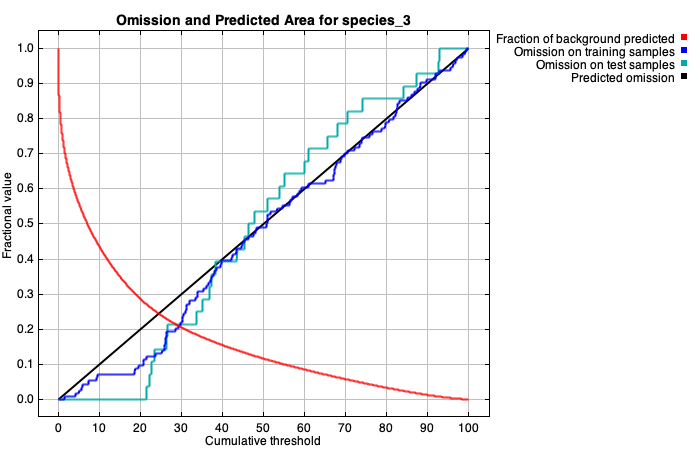 Omission and Predicted Area for species_3
Fraction of background predicted
Omission on training samples
Omission on test samples
Predicted omission
Fractional value
1.0
0.9
0.8
0.7
0.6
0.5
0.4
0.3
0.2
0.1
0.0
0 10 20 30 40 50 60 70 80 90 100
Cumulative threshold